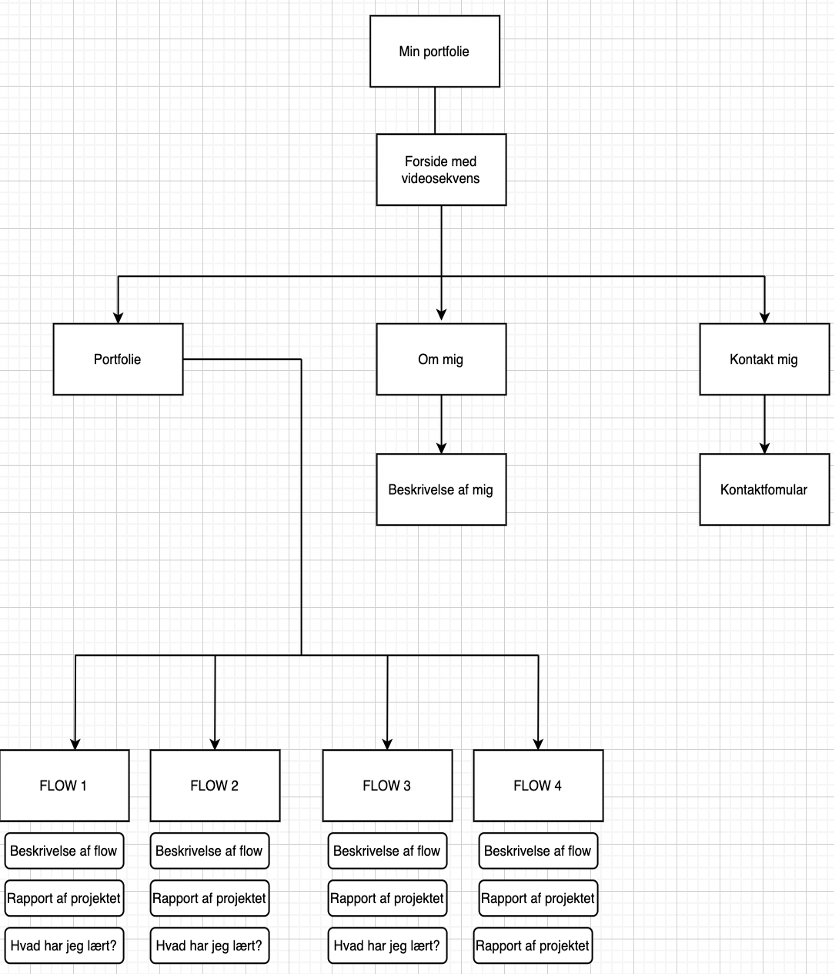 Min portfolie
Forside med
videosekvens
Portfolie
Om mig
Kontakt mig
Beskrivelse af mig
Kontaktfomular
FLOW 1
FLOW 2
FLOW 3
FLOW 4
Beskrivelse af flow
Beskrivelse af flow
Beskrivelse af flow
Beskrivelse af flow
Rapport af projektet
Rapport af projektet
Rapport af projektet
Rapport af projektet
Hvad har jeg lært?
Hvad har jeg lært?
Hvad har jeg lært?
Rapport af projektet